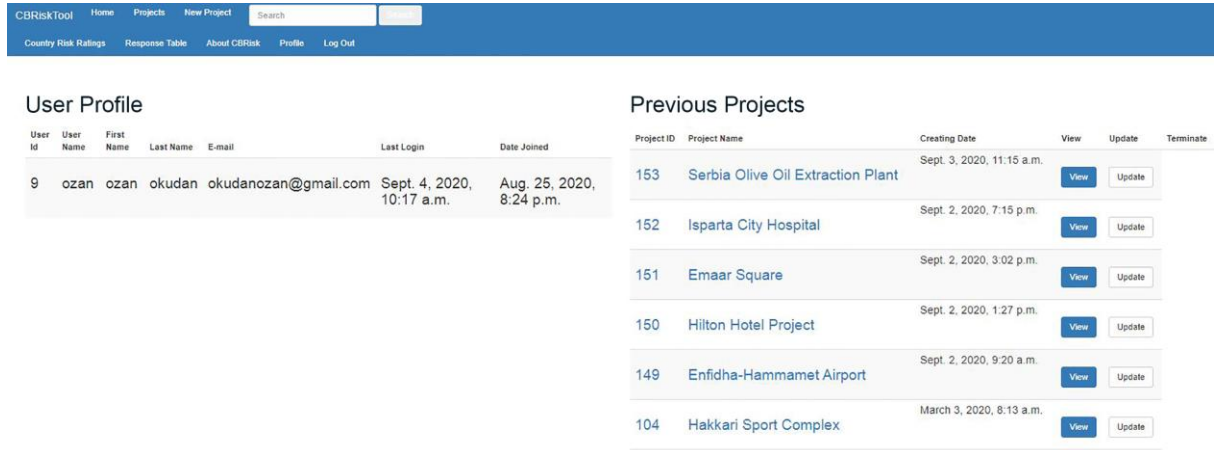 CBRiskTool Home Projects New Project Search Search
Country Risk Ratings Response Table About CBRisk Profile Log Out
User Profile
User Id User Name First Name Last Name E-mail Last Login Date Joined
9 ozan ozan okudan okudanozan@gmail.com Sept. 4, 2020, 10:17 a.m. Aug. 25, 2020, 8:24 p.m.
Previous Projects
Project ID Project Name Creating Date View Update Terminate
153 Serbia Olive Oil Extraction Plant Sept. 3, 2020, 11:15 a.m. View Update
152 Isparta City Hospital Sept. 2, 2020, 7:15 p.m. View Update
151 Emaar Square Sept. 2, 2020, 3:02 p.m. View Update
150 Hilton Hotel Project Sept. 2, 2020, 1:27 p.m. View Update
149 Enfidha-Hammamet Airport Sept. 2, 2020, 9:20 a.m. View Update
104 Hakkari Sport Complex March 3, 2020, 8:13 a.m. View Update